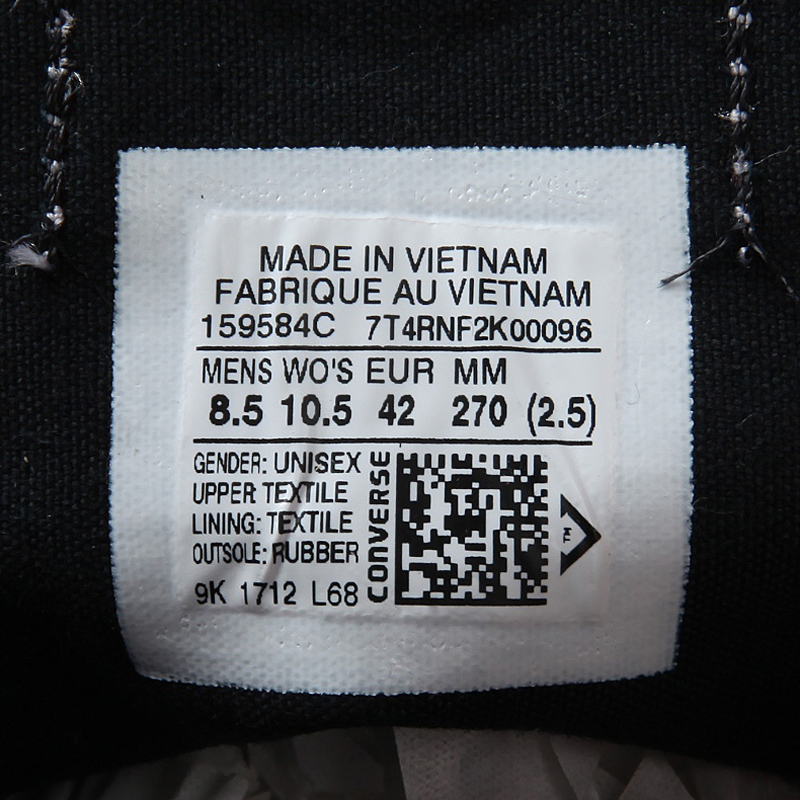 MADE IN VIETNAM
FABRIQUE AU VIETNAM
159584C 7T4RNF2K00096
MENS WO'S EUR MM
8.5 10.5 42 270 (2.5)
GENDER: UNISEX
UPPER TEXTILE
LINING: TEXTILE
OUTSOLE: RUBBER
9K 1712 L68
CONVERSE
TM